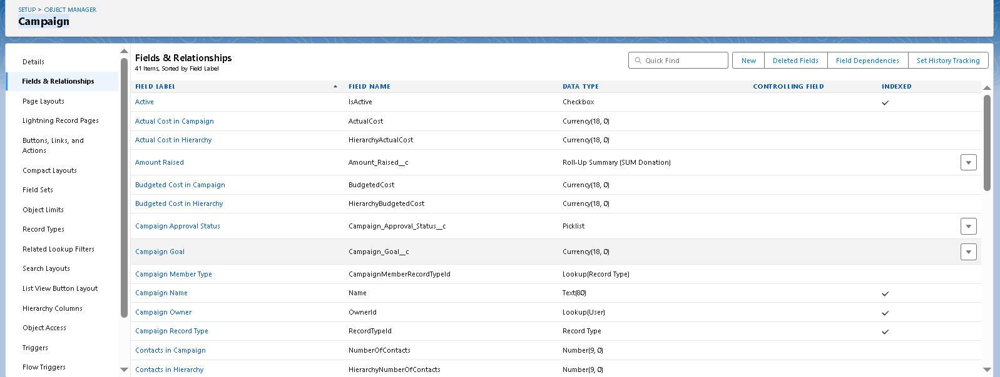 SETUP > OBJECT MANAGER
Campaign
Details
Fields & Relationships
Page Layouts
Lightning Record Pages
Buttons, Links, and
Actions
Compact Layouts
Field Sets
Object Limits
Record Types
Related Lookup Filters
Search Layouts
List View Button Layout
Hierarchy Columns
Object Access
Triggers
Flow Triggers
Fields & Relationships
41 Items, Sorted by Field Label
Quick Find
New
Deleted Fields
Field Dependencies
Set History Tracking
FIELD LABEL FIELD NAME DATA TYPE CONTROLLING FIELD INDEXED
Active IsActive Checkbox
Actual Cost in Campaign ActualCost Currency(18, 0)
Actual Cost in Hierarchy HierarchyActualCost Currency(18, 0)
Amount Raised Amount_Raised__c Roll-Up Summary (SUM Donation)
Budgeted Cost in Campaign BudgetedCost Currency(18, 0)
Budgeted Cost in Hierarchy HierarchyBudgetedCost Currency(18, 0)
Campaign Approval Status Campaign_Approval_Status__c Picklist
Campaign Goal Campaign_Goal__c Currency(18, 0)
Campaign Member Type CampaignMemberRecordTypeId Lookup(Record Type)
Campaign Name Name Text(80)
Campaign Owner OwnerId Lookup(User)
Campaign Record Type RecordTypeId Record Type
Contacts in Campaign NumberOfContacts Number(9, 0)
Contacts in Hierarchy HierarchyNumberOfContacts Number(9, 0)